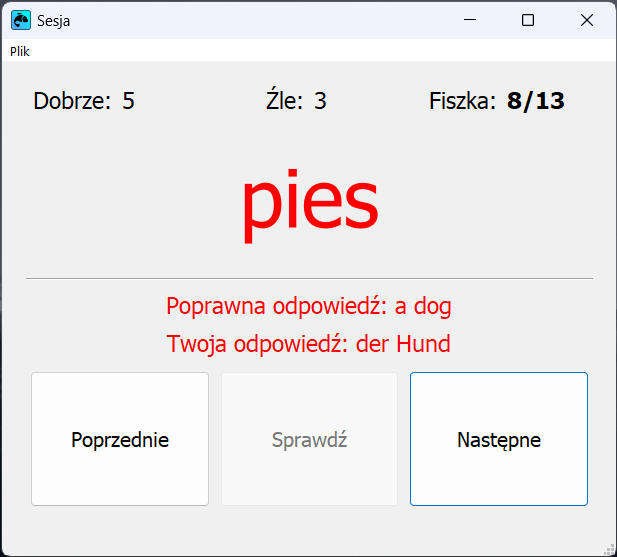 Sesja
Plik
Dobrze: 5 Źle: 3 Fiszka: 8/13
pies
Poprawna odpowiedź: a dog
Twoja odpowiedź: der Hund
Poprzednie Sprawdź Następne